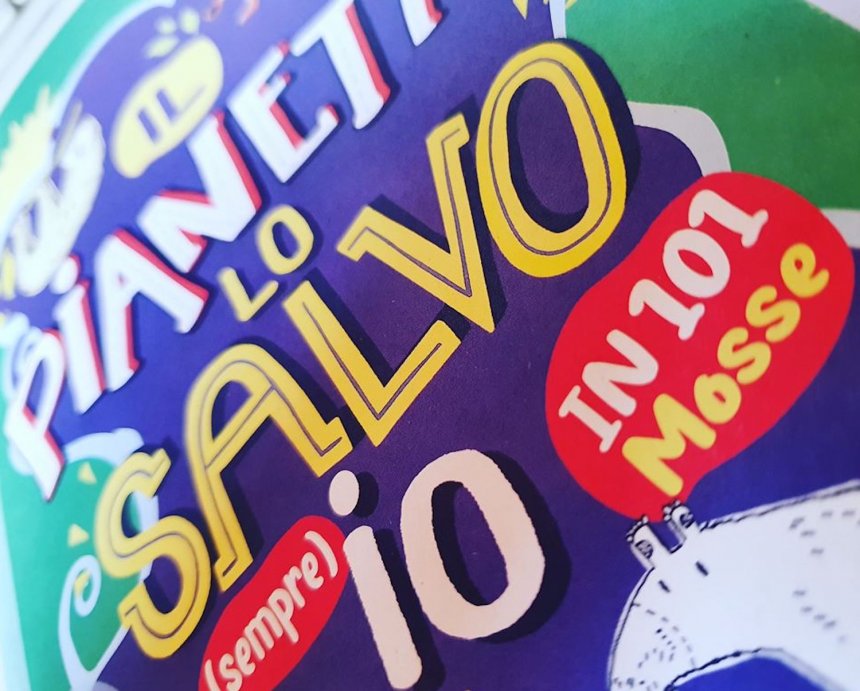 IL
PIANETA
LO
SALVO
(sempre)
iO
IN 101
Mosse